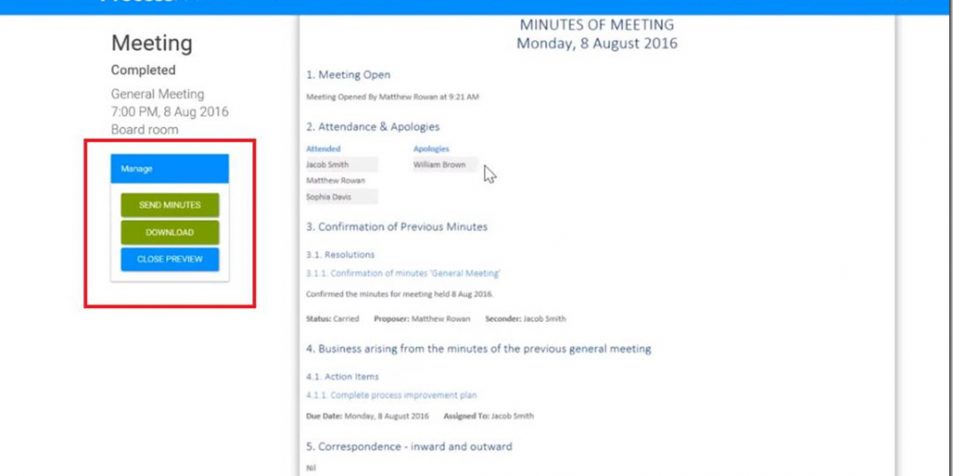 Meeting
Completed
General Meeting
7:00 PM, 8 Aug 2016
Board room
Manage
SEND MINUTES
DOWNLOAD
CLOSE PREVIEW
MINUTES OF MEETING
Monday, 8 August 2016
1. Meeting Open
Meeting Opened By Matthew Rowan at 9:21 AM
2. Attendance & Apologies
Attended Apologies
Jacob Smith William Brown
Matthew Rowan
Sophia Davis
3. Confirmation of Previous Minutes
3.1. Resolutions
3.1.1. Confirmation of minutes 'General Meeting'
Confirmed the minutes for meeting held 8 Aug 2016.
Status: Carried Proposer: Matthew Rowan Seconder: Jacob Smith
4. Business arising from the minutes of the previous general meeting
4.1. Action Items
4.1.1. Complete process improvement plan
Due Date: Monday, 8 August 2016 Assigned To: Jacob Smith
5. Correspondence - inward and outward
Nil